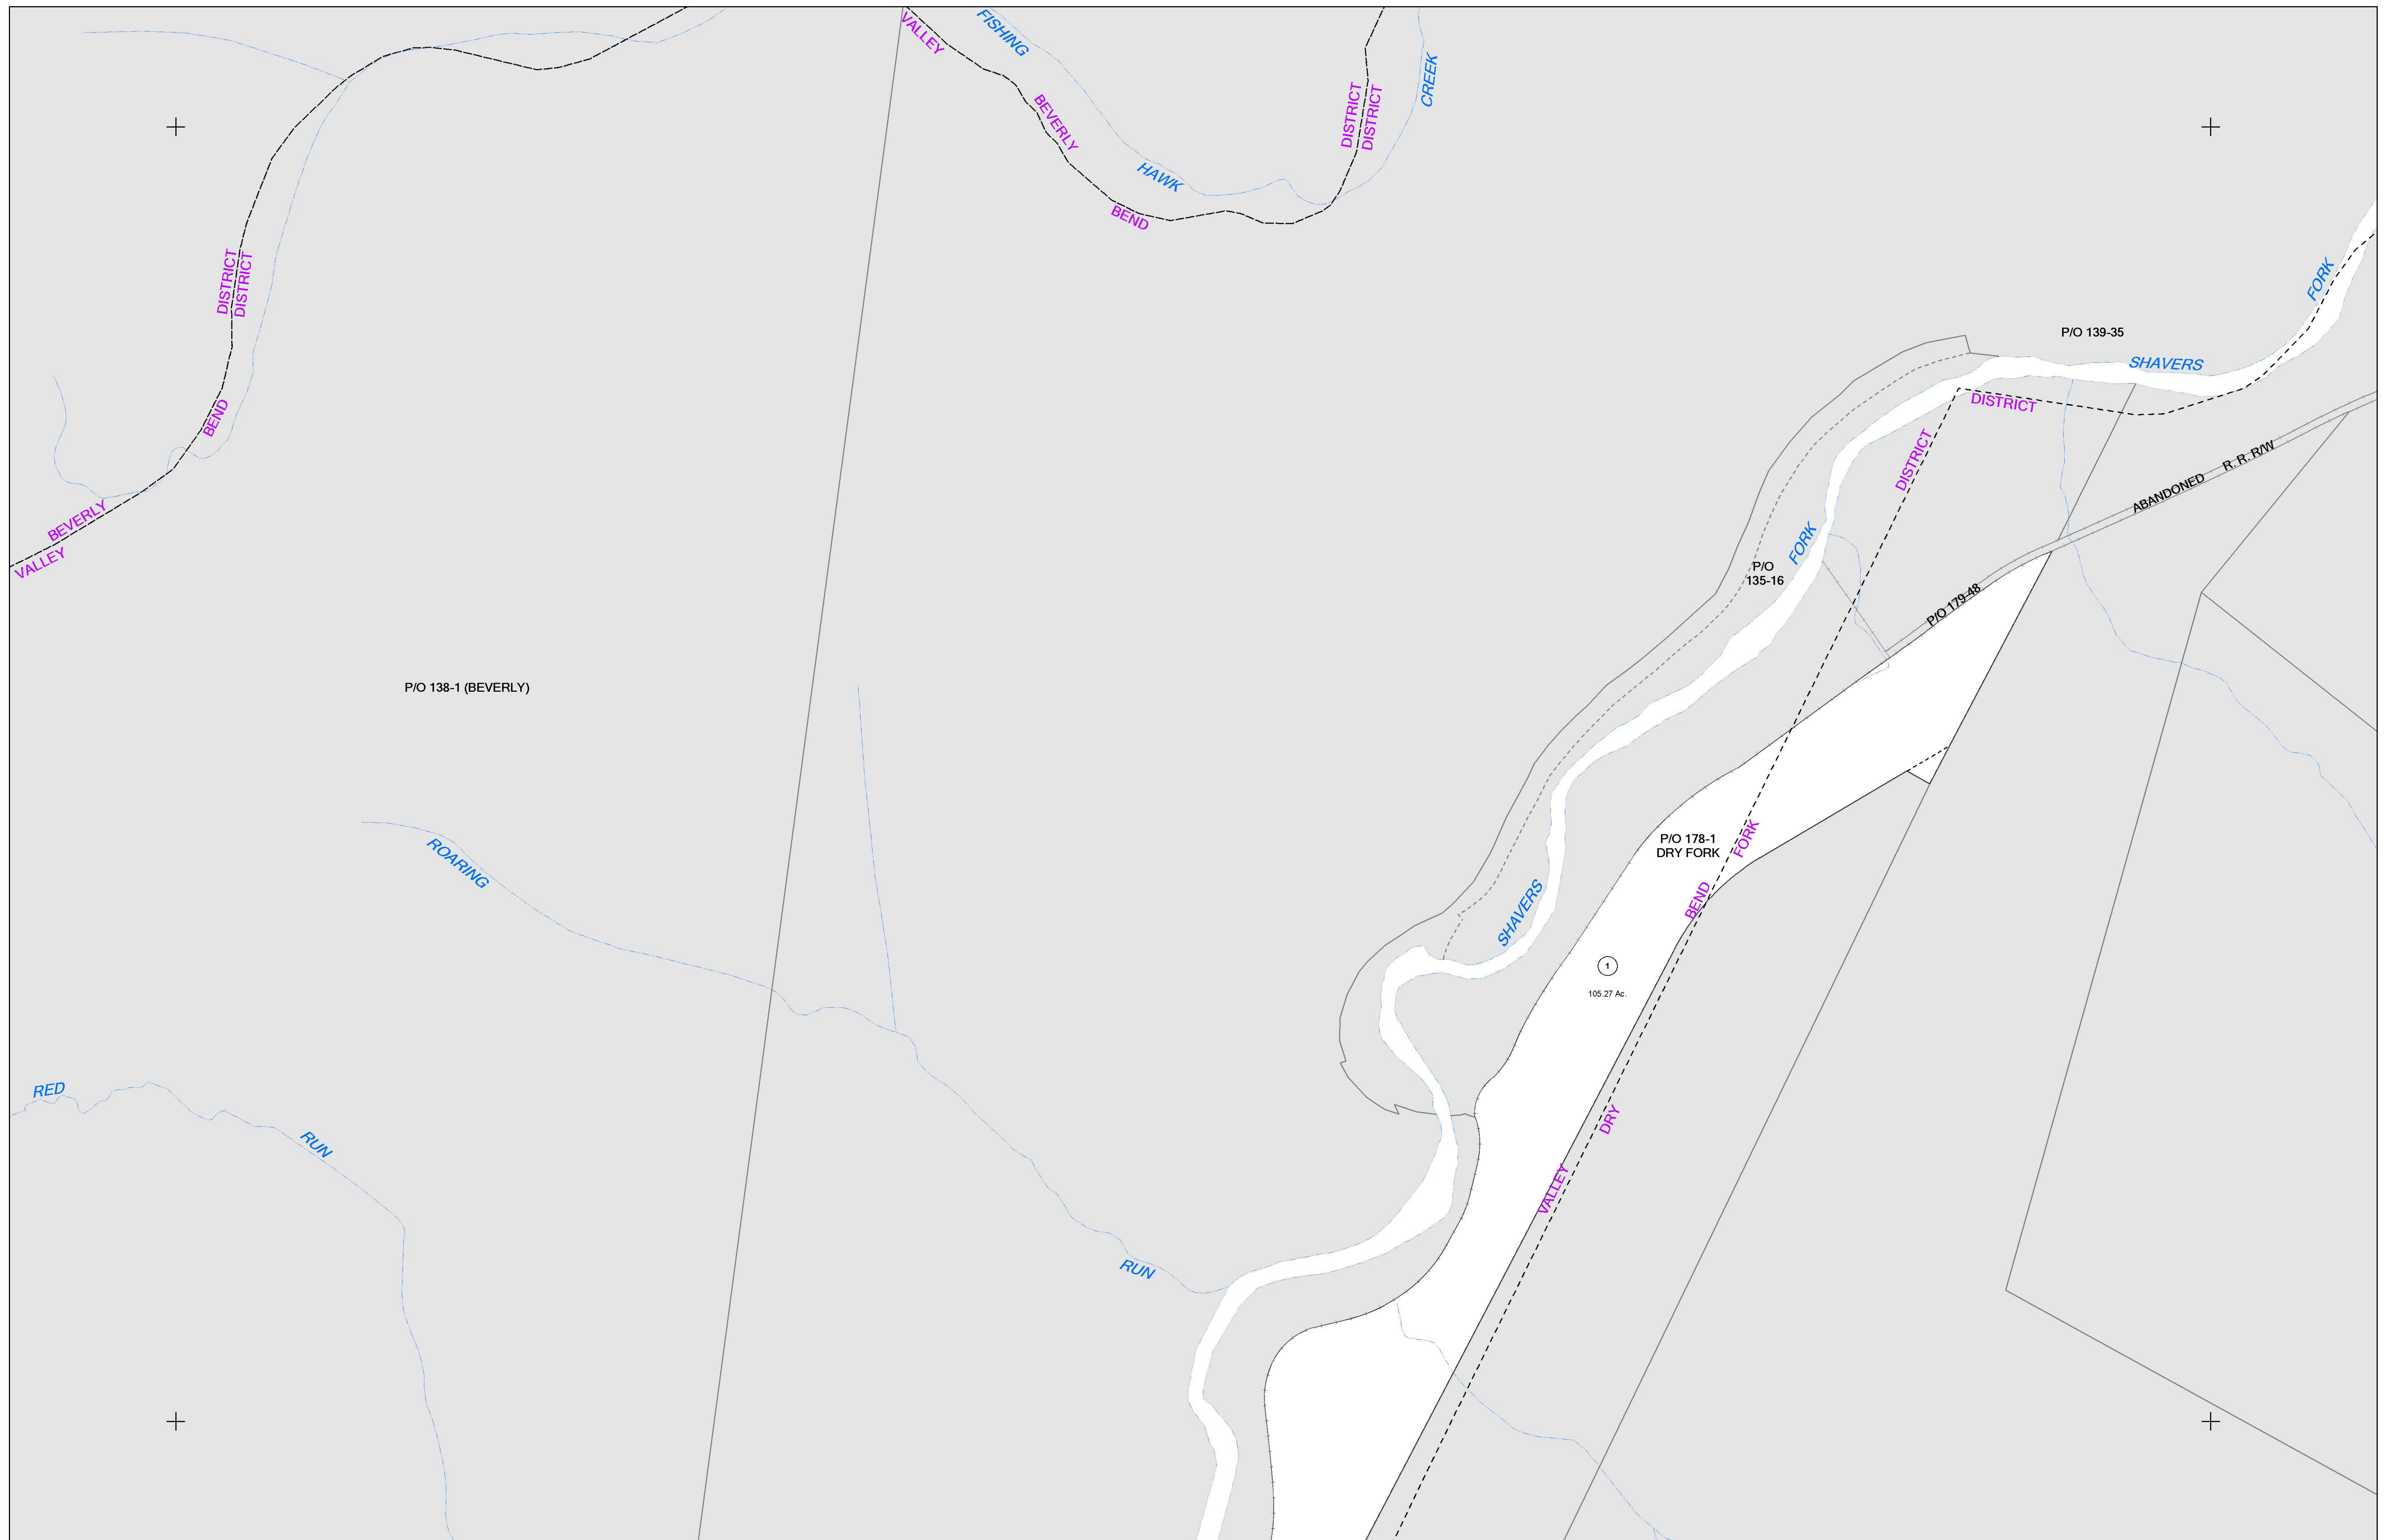 VALLEY
FISHING
CREEK
BEVERLY
DISTRICT
DISTRICT
HAWK
BEND
DISTRICT
DISTRICT
FORK
P/O 139-35
SHAVERS
DISTRICT
BEND
DISTRICT
R. R. R/W
ABANDONED
BEVERLY
VALLEY
FORK
P/O
135-16
P/O 179-48
P/O 138-1 (BEVERLY)
P/O 178-1
DRY FORK
FORK
ROARING
BEND
SHAVERS
1
105.27 Ac.
RED
RUN
DRY
VALLEY
RUN